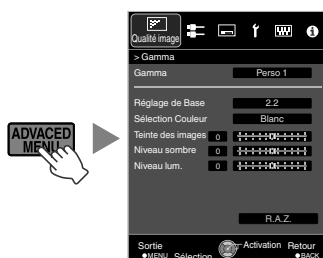 Qualité image
> Gamma
Gamma Perso 1
Réglage de Base 2.2
Sélection Couleur Blanc
Teinte des images 0
Niveau sombre 0
Niveau lum. 0
R.A.Z.
ADVACED MENU
Sortie Activation Retour
MENU Sélection BACK